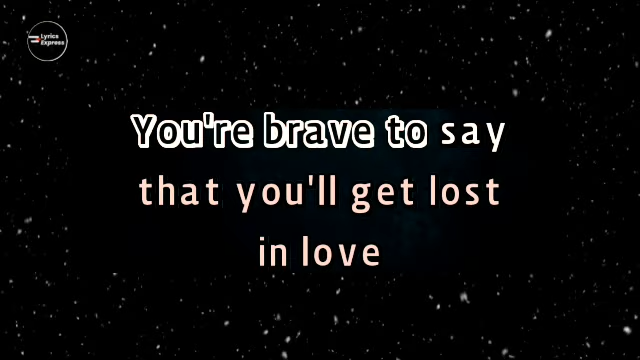 Lyrics
Express
You're brave to say
that you'll get lost
in love